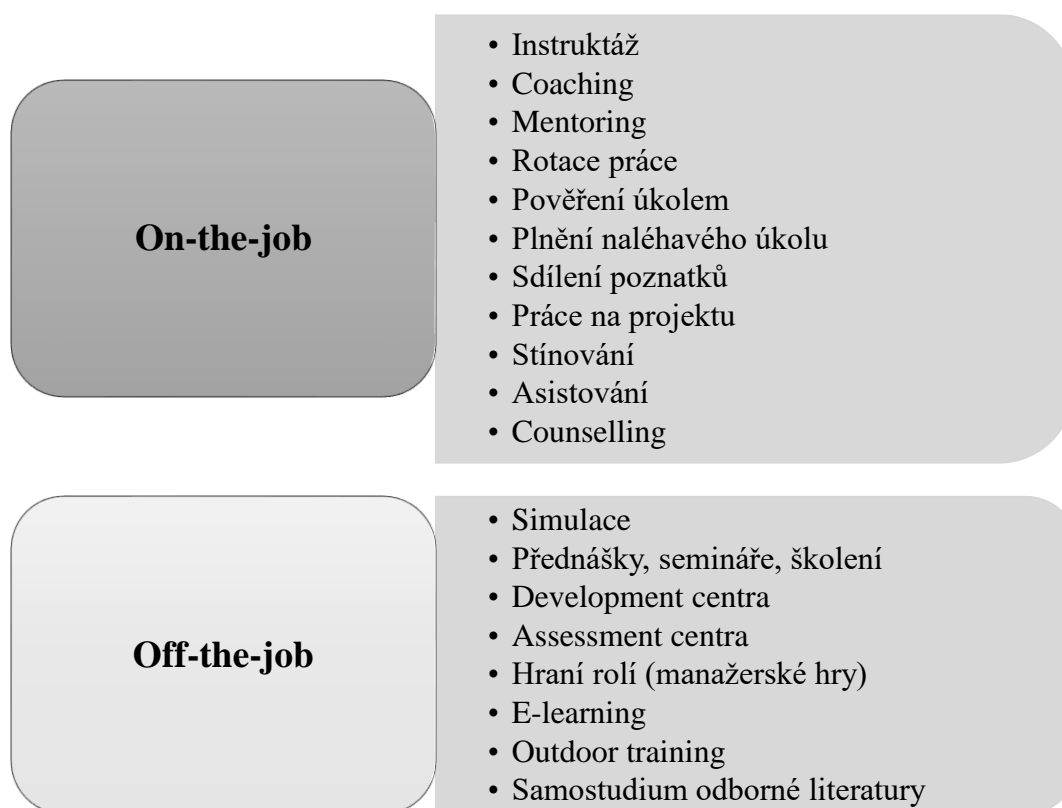 On-the-job
• Instruktáž
• Coaching
• Mentoring
• Rotace práce
• Pověření úkolem
• Plnění naléhavého úkolu
• Sdílení poznatků
• Práce na projektu
• Stínování
• Asistování
• Counselling
Off-the-job
• Simulace
• Přednášky, semináře, školení
• Development centra
• Assessment centra
• Hraní rolí (manažerské hry)
• E-learning
• Outdoor training
• Samostudium odborné literatury